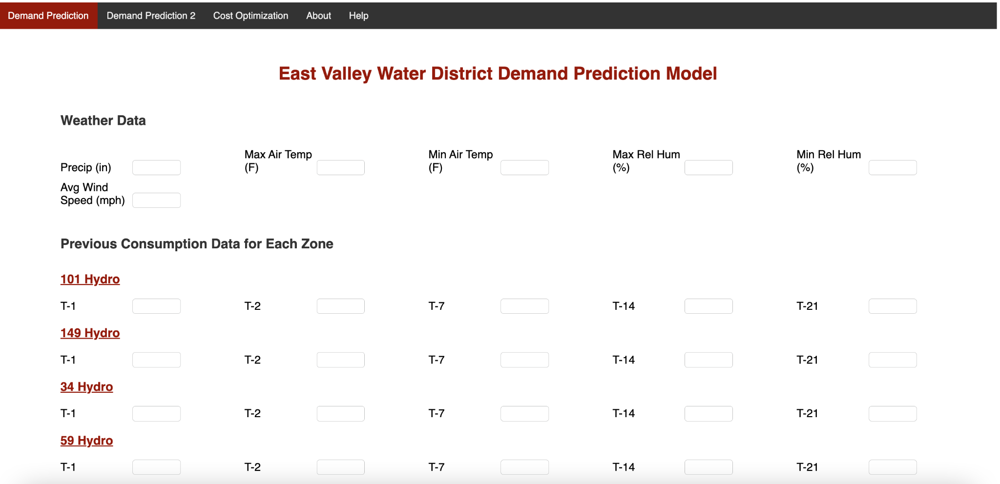 Demand Prediction Demand Prediction 2 Cost Optimization About Help
East Valley Water District Demand Prediction Model
Weather Data
Precip (in)
Max Air Temp
(F)
Min Air Temp
(F)
Max Rel Hum
(%)
Min Rel Hum
(%)
Avg Wind
Speed (mph)
Previous Consumption Data for Each Zone
101 Hydro
T-1 T-2 T-7 T-14 T-21
149 Hydro
T-1 T-2 T-7 T-14 T-21
34 Hydro
T-1 T-2 T-7 T-14 T-21
59 Hydro
T-1 T-2 T-7 T-14 T-21